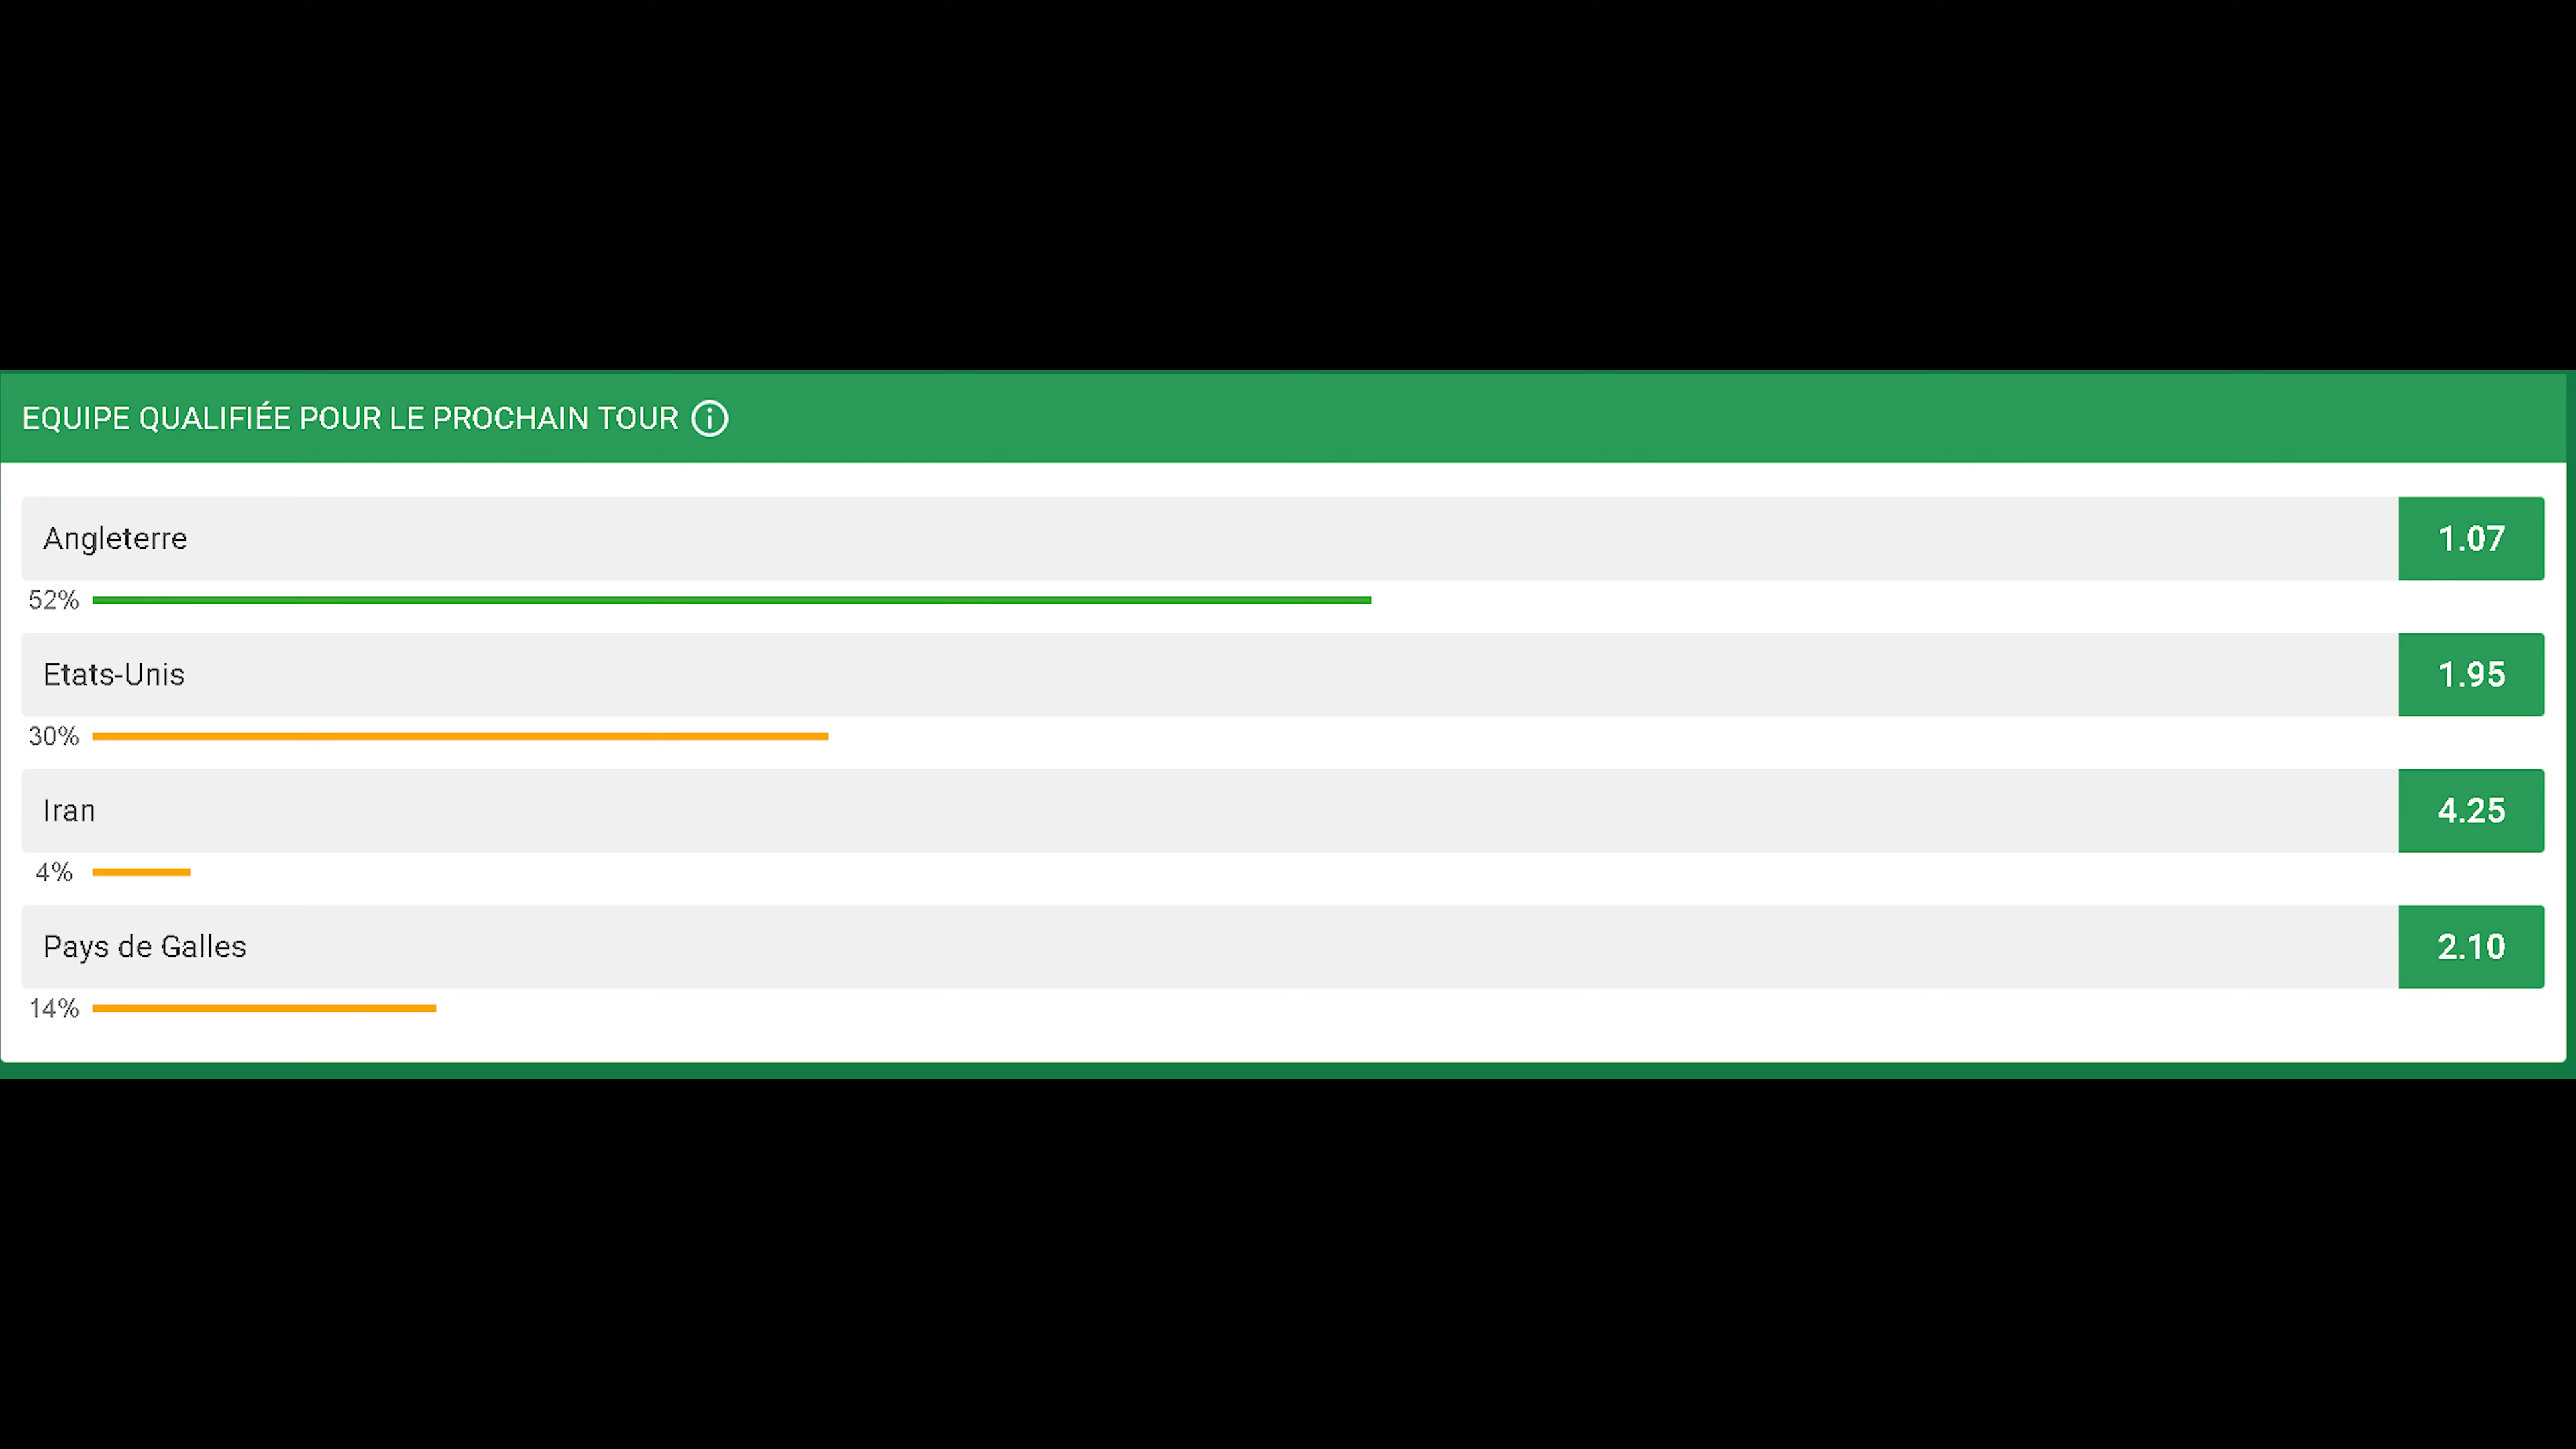 EQUIPE QUALIFIÉE POUR LE PROCHAIN TOUR
Angleterre 1.07
52%
Etats-Unis 1.95
30%
Iran 4.25
4%
Pays de Galles 2.10
14%